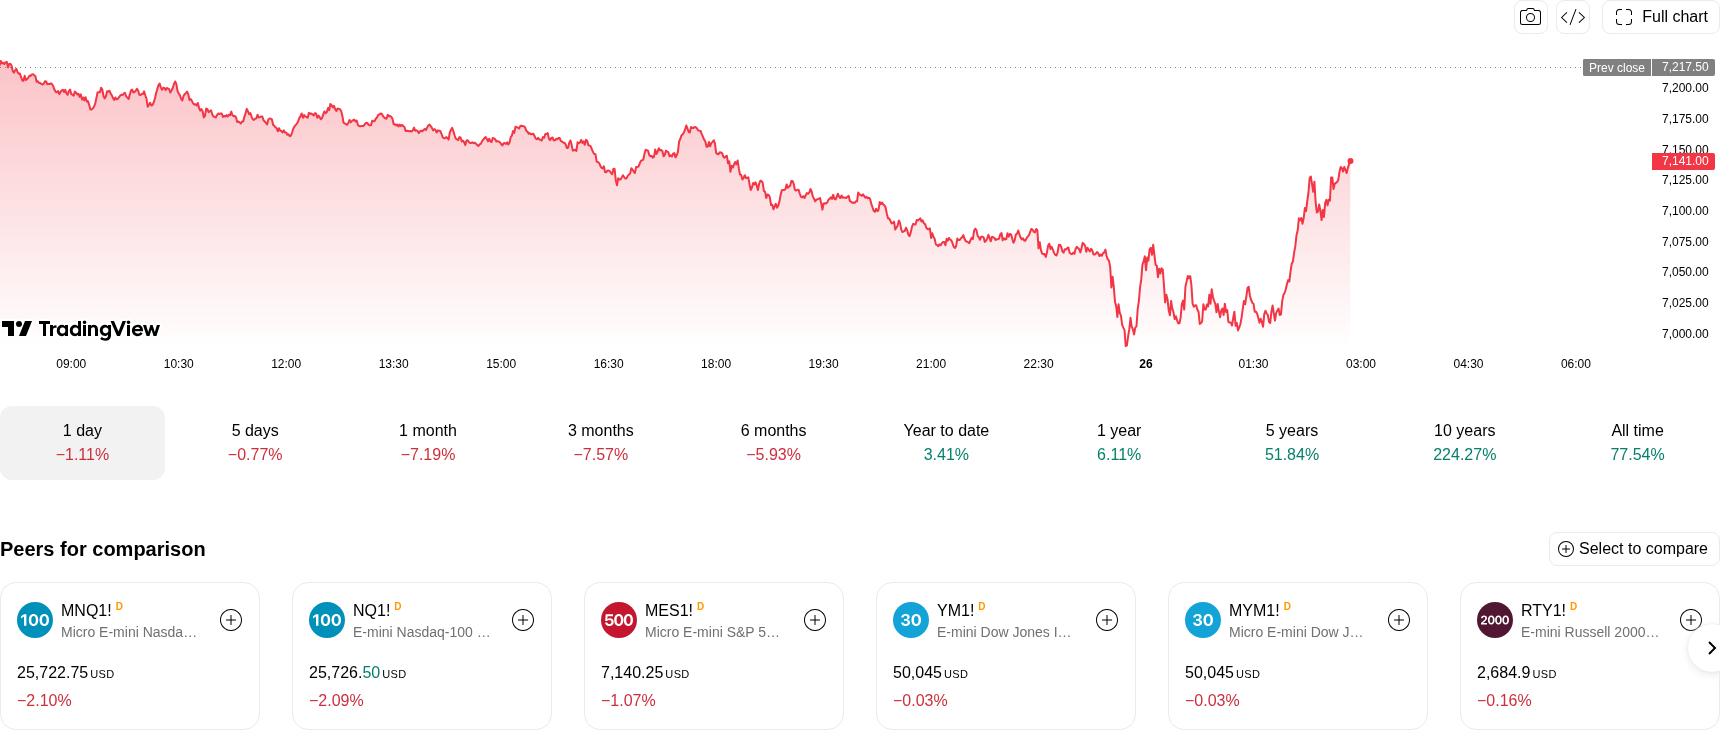 Full chart
Prev close 7,217.50
7,200.00
7,175.00
7,150.00
7,141.00
7,125.00
7,100.00
7,075.00
7,050.00
7,025.00
7,000.00
TradingView
09:00 10:30 12:00 13:30 15:00 16:30 18:00 19:30 21:00 22:30 26 01:30 03:00 04:30 06:00
1 day 5 days 1 month 3 months 6 months Year to date 1 year 5 years 10 years All time
−1.11% −0.77% −7.19% −7.57% −5.93% 3.41% 6.11% 51.84% 224.27% 77.54%
Peers for comparison
Select to compare
100 MNQ1! D
Micro E-mini Nasda…
25,722.75 USD
−2.10%
100 NQ1! D
E-mini Nasdaq-100 …
25,726.50 USD
−2.09%
500 MES1! D
Micro E-mini S&P 5…
7,140.25 USD
−1.07%
30 YM1! D
E-mini Dow Jones I…
50,045 USD
−0.03%
30 MYM1! D
Micro E-mini Dow J…
50,045 USD
−0.03%
2000 RTY1! D
E-mini Russell 2000…
2,684.9 USD
−0.16%